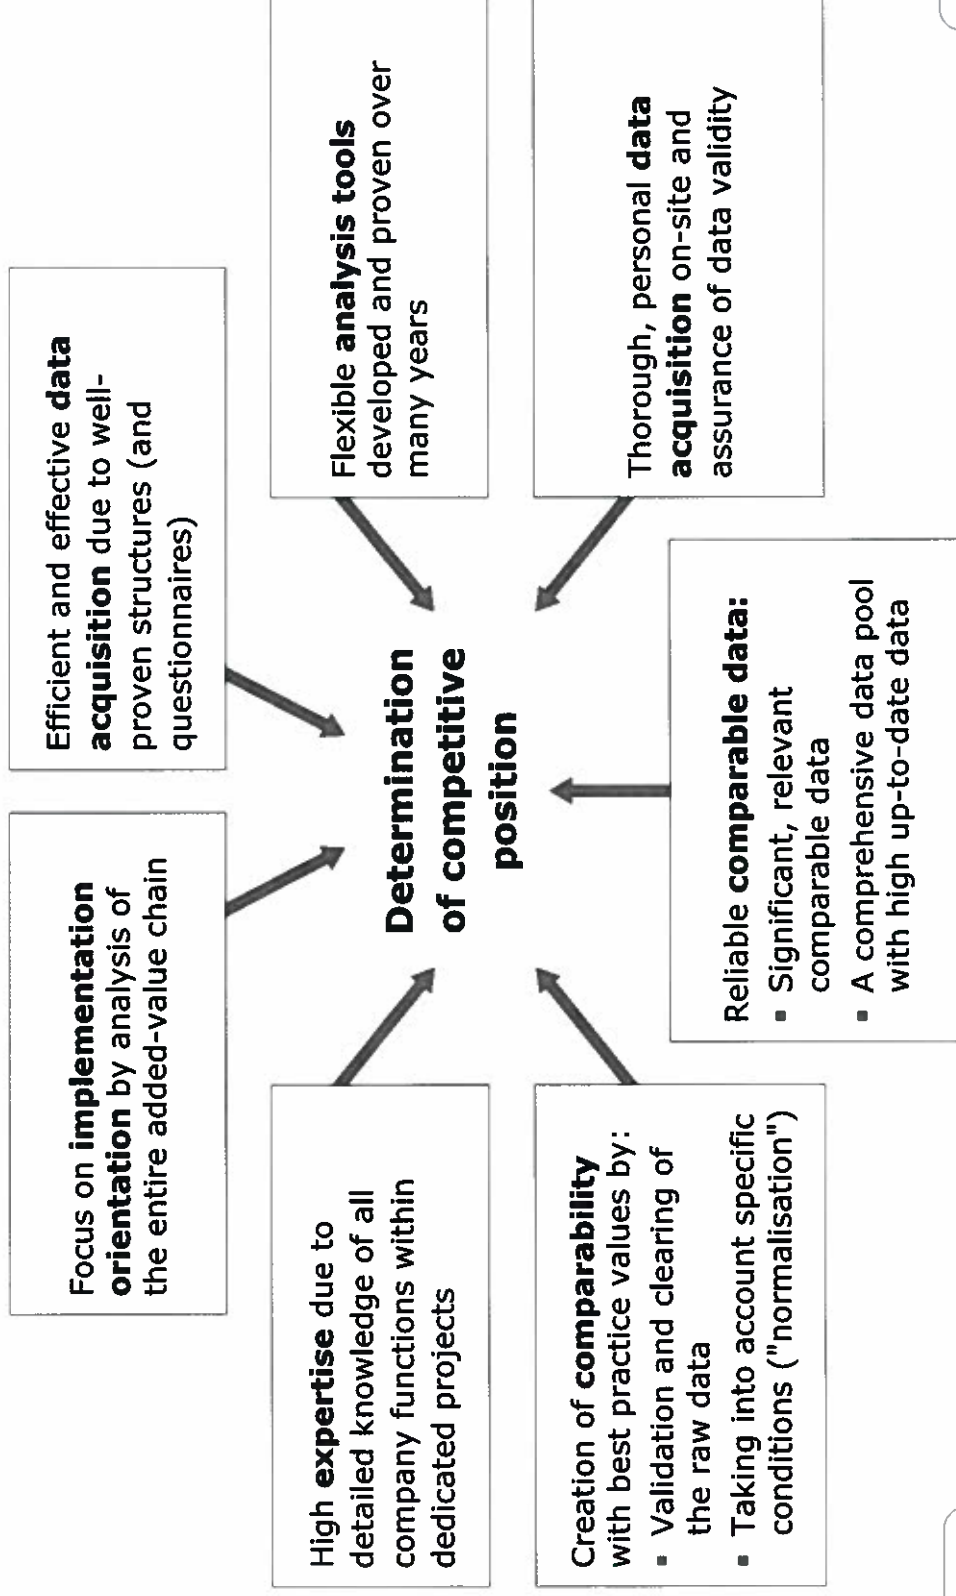 Focus on implementation
orientation by analysis of
the entire added-value chain
Efficient and effective data
acquisition due to well-
proven structures (and
questionnaires)
High expertise due to
detailed knowledge of all
company functions within
dedicated projects
Determination
of competitive
position
Flexible analysis tools
developed and proven over
many years
Creation of comparability
with best practice values by:
▪ Validation and clearing of
the raw data
▪ Taking into account specific
conditions ("normalisation")
Reliable comparable data:
▪ Significant, relevant
comparable data
▪ A comprehensive data pool
with high up-to-date data
Thorough, personal data
acquisition on-site and
assurance of data validity